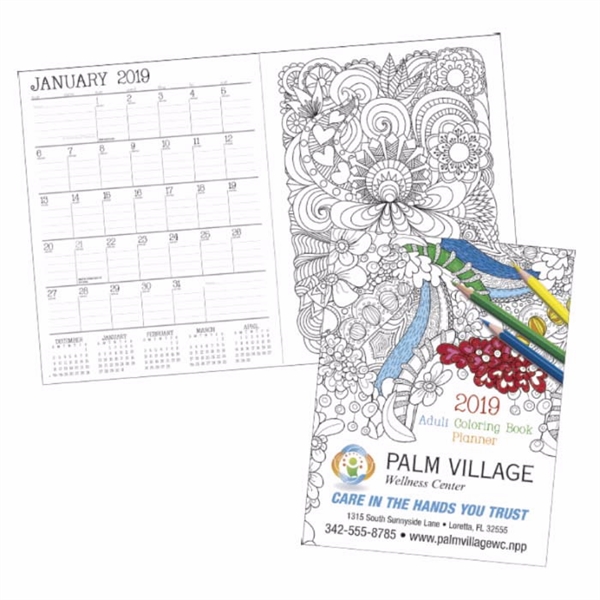 JANUARY 2019
1 2 3 4 5
6 7 8 9 10 11 12
13 14 15 16 17 18 19
20 21 22 23 24 25 26
27 28 29 30 31
DECEMBER JANUARY FEBRUARY MARCH APRIL
2019
Adult Coloring Book
Planner
PALM VILLAGE
Wellness Center
CARE IN THE HANDS YOU TRUST
1315 South Sunnyside Lane • Loretta, FL 32555
342-555-8785 • www.palmvillagewc.npp